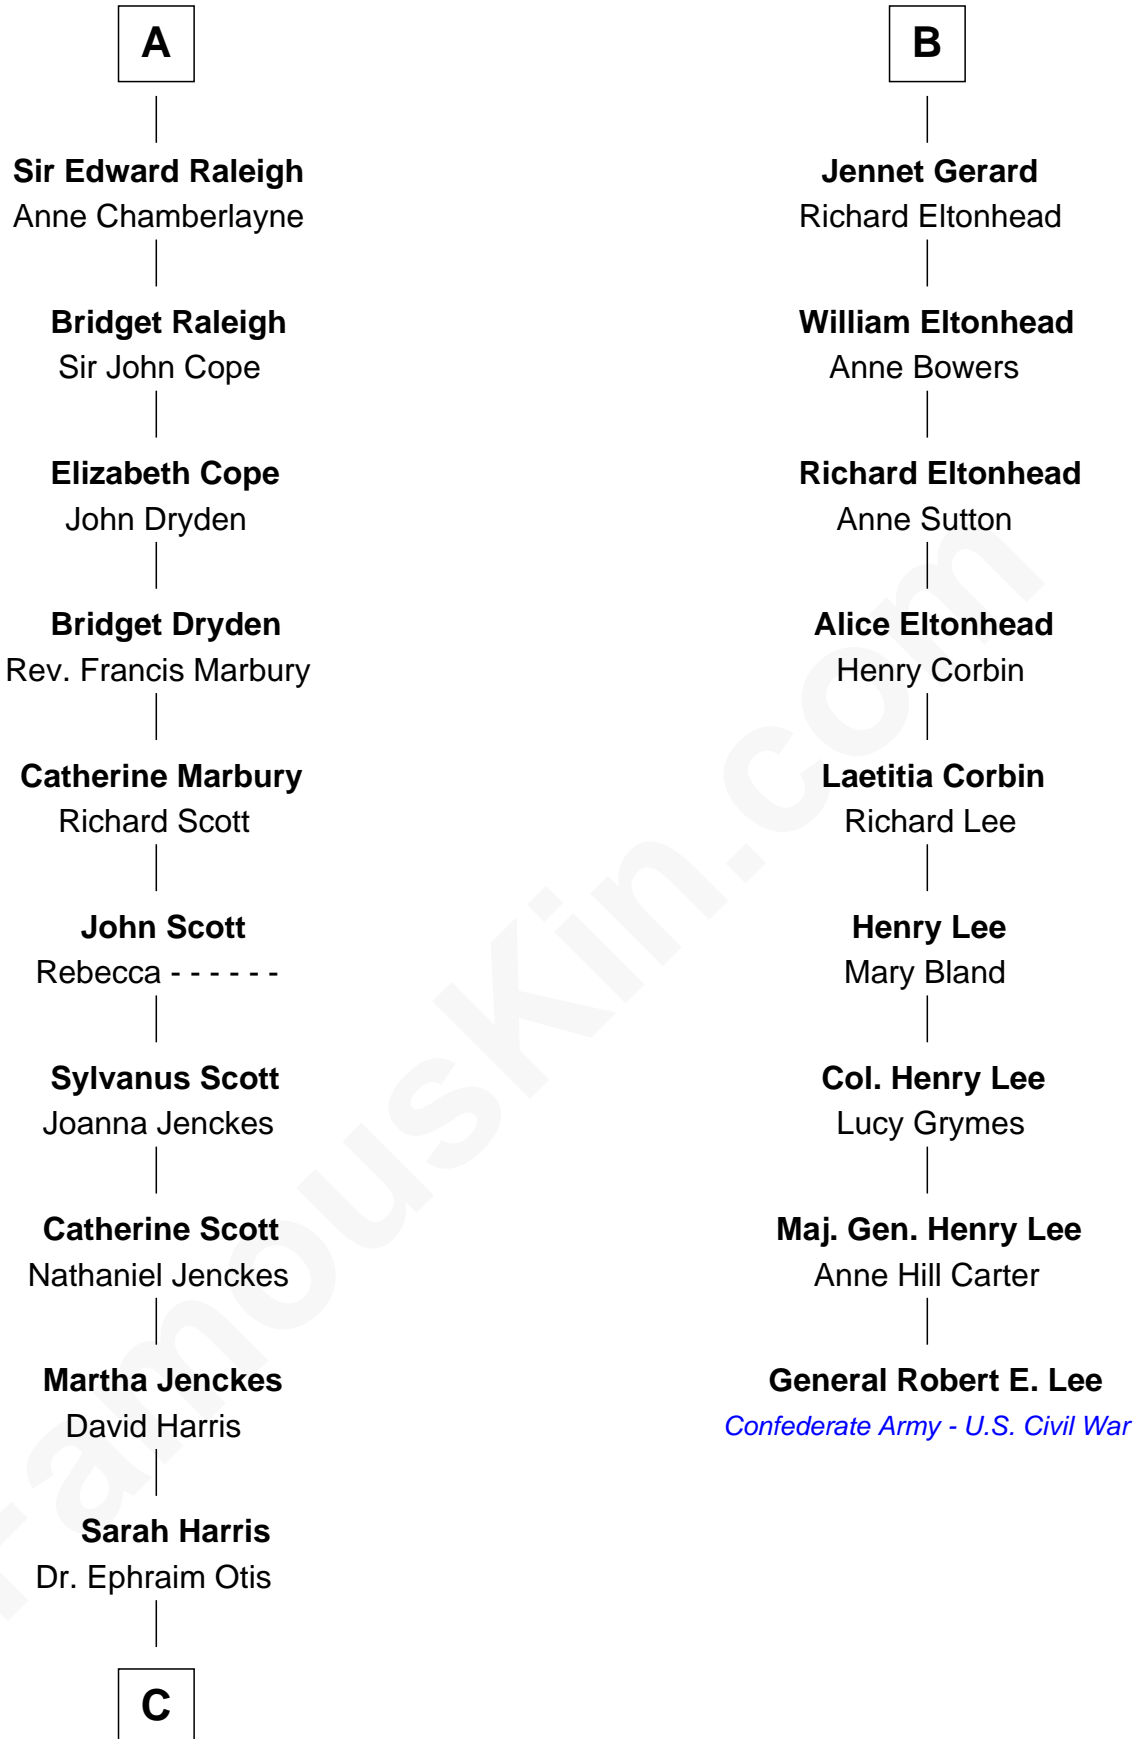 A
Sir Edward Raleigh
Anne Chamberlayne
Bridget Raleigh
Sir John Cope
Elizabeth Cope
John Dryden
Bridget Dryden
Rev. Francis Marbury
Catherine Marbury
Richard Scott
John Scott
Rebecca - - - - - -
Sylvanus Scott
Joanna Jenckes
Catherine Scott
Nathaniel Jenckes
Martha Jenckes
David Harris
Sarah Harris
Dr. Ephraim Otis
C
B
Jennet Gerard
Richard Eltonhead
William Eltonhead
Anne Bowers
Richard Eltonhead
Anne Sutton
Alice Eltonhead
Henry Corbin
Laetitia Corbin
Richard Lee
Henry Lee
Mary Bland
Col. Henry Lee
Lucy Grymes
Maj. Gen. Henry Lee
Anne Hill Carter
General Robert E. Lee
Confederate Army - U.S. Civil War
FamousKin.com